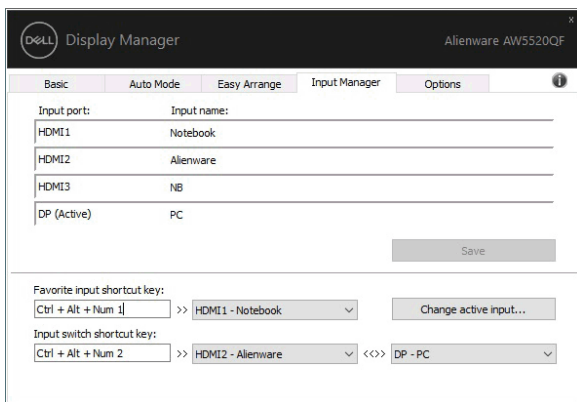 x
DELL Display Manager Alienware AW5520QF
Basic Auto Mode Easy Arrange Input Manager Options i
Input port: Input name:
HDMI1 Notebook
HDMI2 Alienware
HDMI3 NB
DP (Active) PC
Save
Favorite input shortcut key:
Ctrl + Alt + Num 1 >> HDMI1 - Notebook Change active input...
Input switch shortcut key:
Ctrl + Alt + Num 2 >> HDMI2 - Alienware <<>> DP - PC